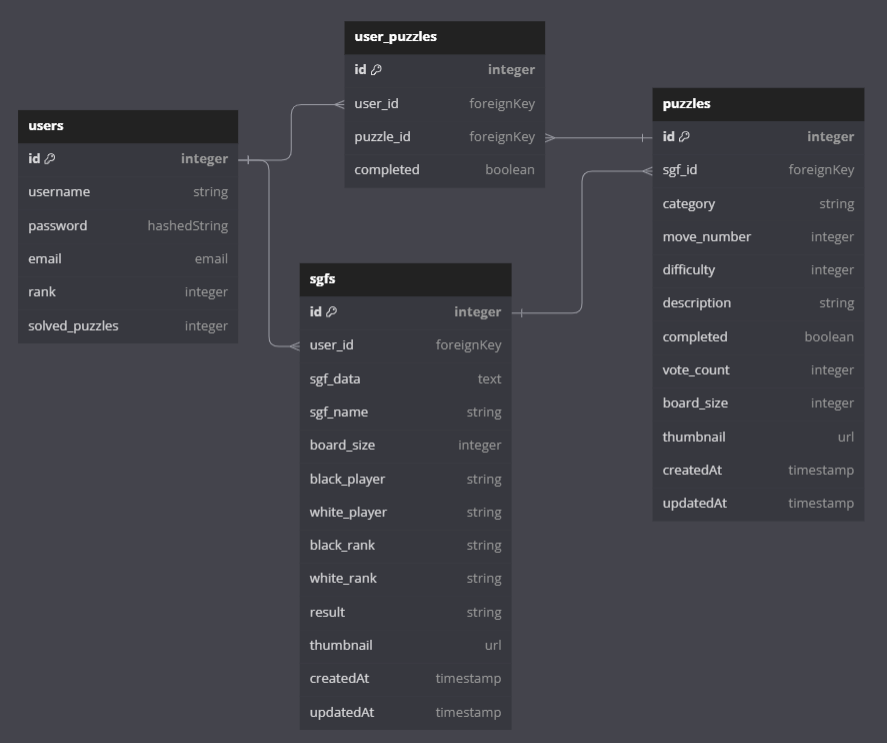 user_puzzles
id integer
user_id foreignKey
puzzle_id foreignKey
completed boolean
users
id integer
username string
password hashedString
email email
rank integer
solved_puzzles integer
sgfs
id integer
user_id foreignKey
sgf_data text
sgf_name string
board_size integer
black_player string
white_player string
black_rank string
white_rank string
result string
thumbnail url
createdAt timestamp
updatedAt timestamp
puzzles
id integer
sgf_id foreignKey
category string
move_number integer
difficulty integer
description string
completed boolean
vote_count integer
board_size integer
thumbnail url
createdAt timestamp
updatedAt timestamp